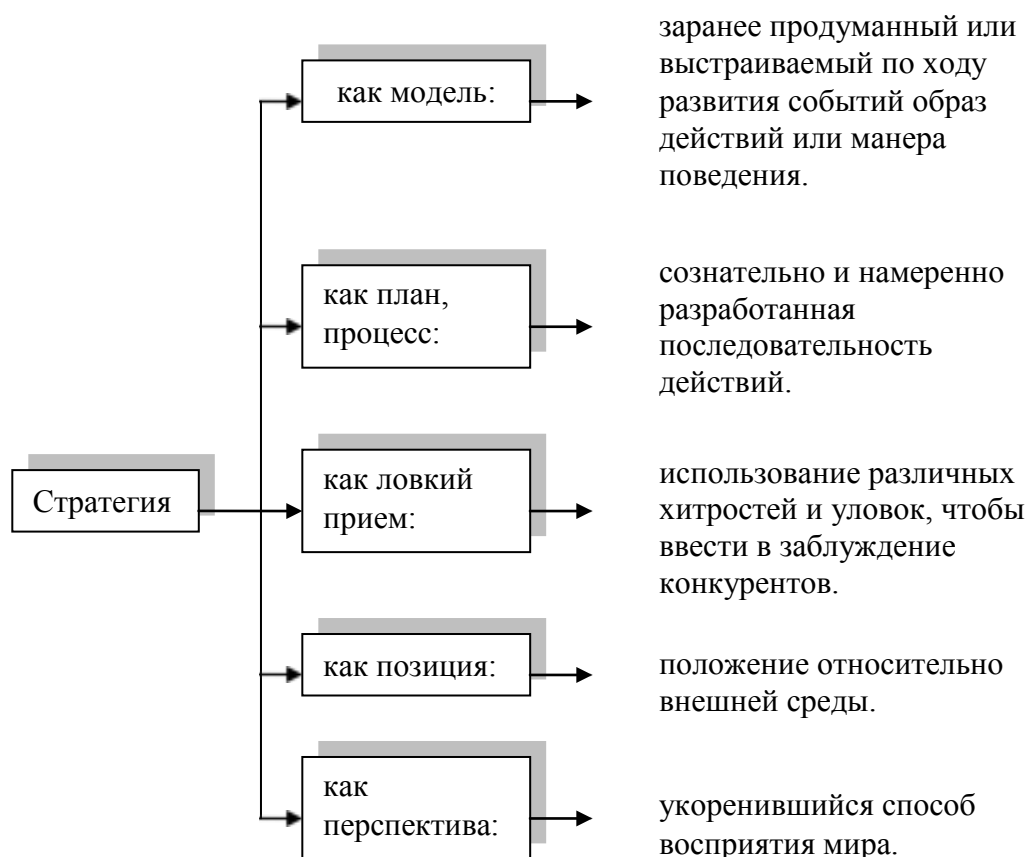 заранее продуманный или
выстраиваемый по ходу
развития событий образ
действий или манера
поведения.
как модель:
сознательно и намеренно
разработанная
последовательность
действий.
как план,
процесс:
Стратегия
как ловкий
прием:
использование различных
хитростей и уловок, чтобы
ввести в заблуждение
конкурентов.
как позиция:
положение относительно
внешней среды.
как
перспектива:
укоренившийся способ
восприятия мира.